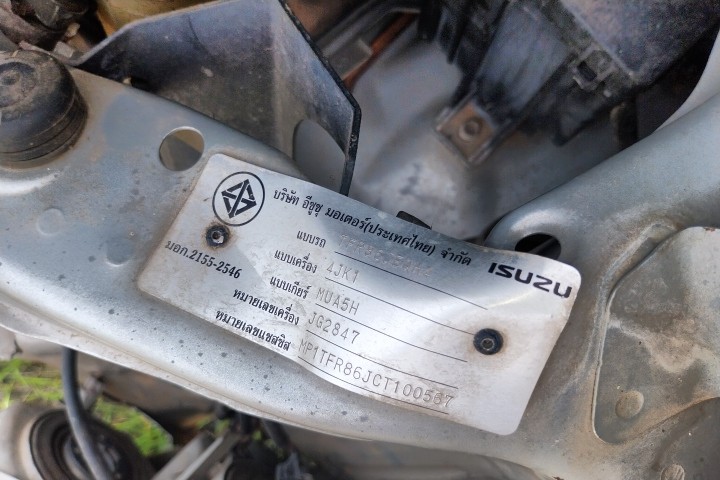 บริษัท อีซูซุ มอเตอร์(ประเทศไทย) จำกัด
ISUZU
มอก.2155-2546
แบบรถ
แบบเครื่อง 4JK1
แบบเกียร์ MUA5H
หมายเลขเครื่อง JG2847
หมายเลขแชสซิส MP1TFR86JCT100587